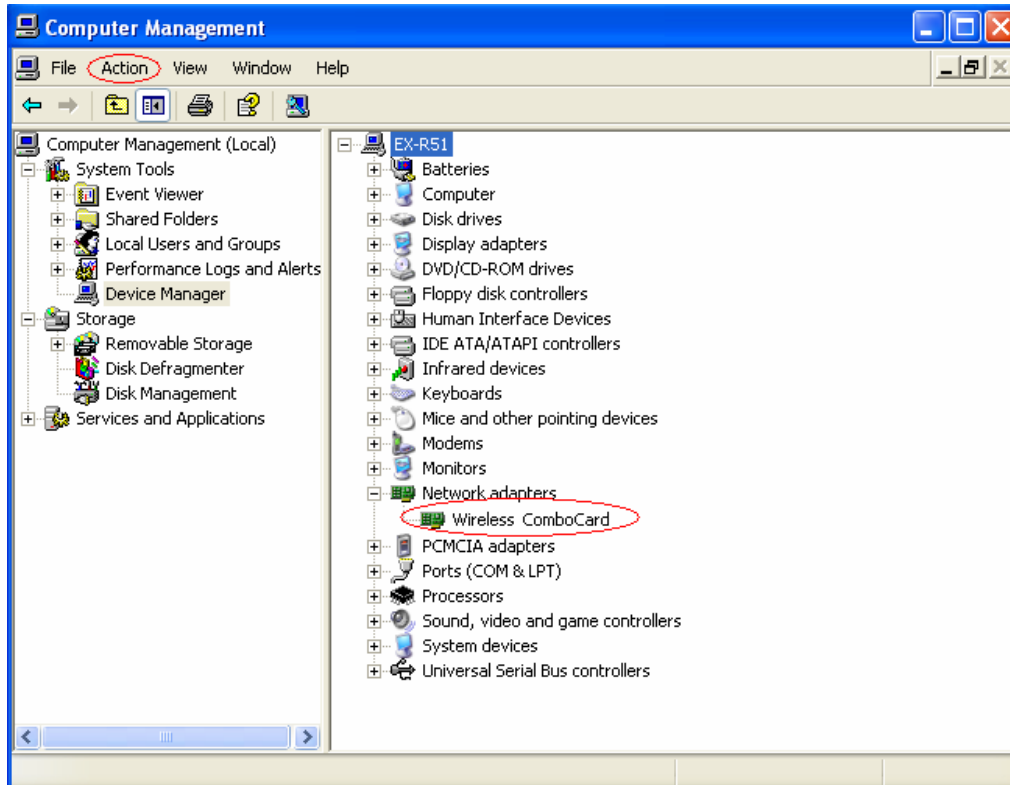 Computer Management
File Action View Window Help
Computer Management (Local)
System Tools
Event Viewer
Shared Folders
Local Users and Groups
Performance Logs and Alerts
Device Manager
Storage
Removable Storage
Disk Defragmenter
Disk Management
Services and Applications
EX-R51
Batteries
Computer
Disk drives
Display adapters
DVD/CD-ROM drives
Floppy disk controllers
Human Interface Devices
IDE ATA/ATAPI controllers
Infrared devices
Keyboards
Mice and other pointing devices
Modems
Monitors
Network adapters
Wireless ComboCard
PCMCIA adapters
Ports (COM & LPT)
Processors
Sound, video and game controllers
System devices
Universal Serial Bus controllers